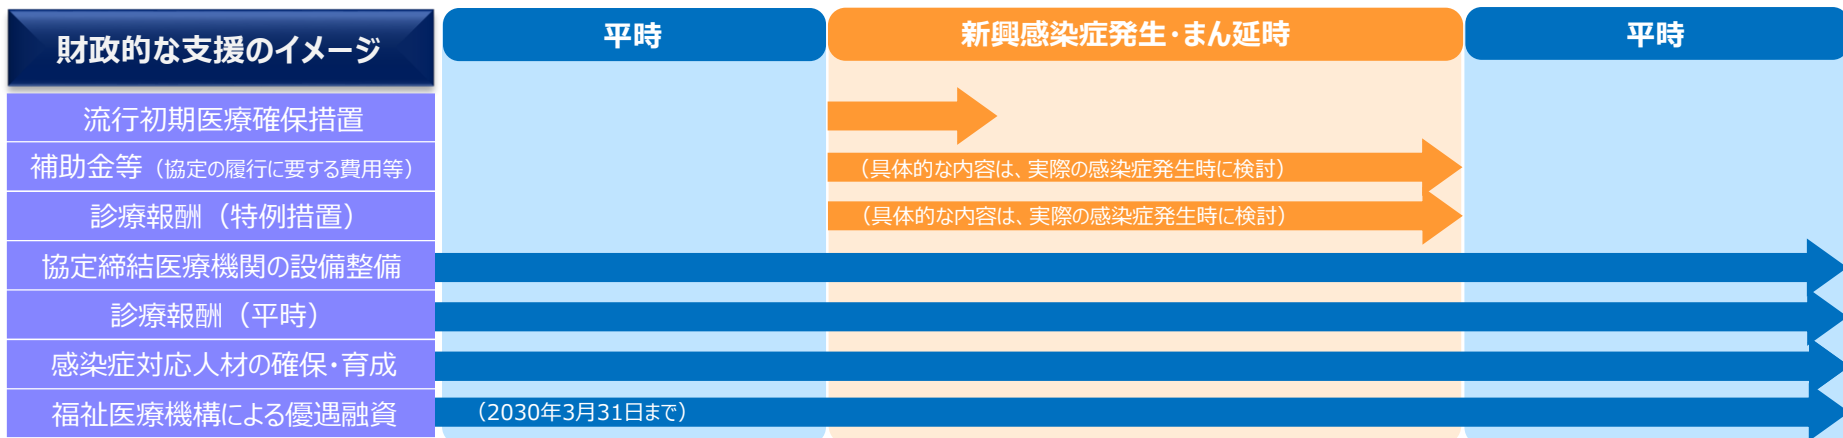 財政的な支援のイメージ
平時
新興感染症発生・まん延時
平時
流行初期医療確保措置
補助金等（協定の履行に要する費用等）
（具体的な内容は、実際の感染症発生時に検討）
診療報酬（特例措置）
（具体的な内容は、実際の感染症発生時に検討）
協定締結医療機関の設備整備
診療報酬（平時）
感染症対応人材の確保・育成
福祉医療機構による優遇融資
（2030年3月31日まで）